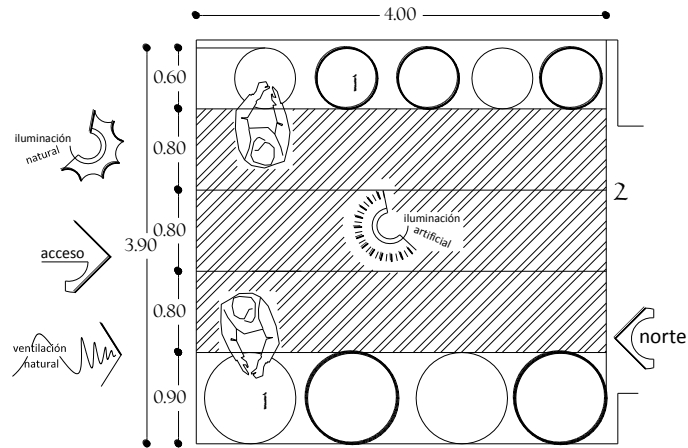 4.00
0.60
1
iluminación
natural
0.80
2
acceso
3.90
0.80
iluminación
artificial
0.80
ventilación
natural
norte
0.90
1